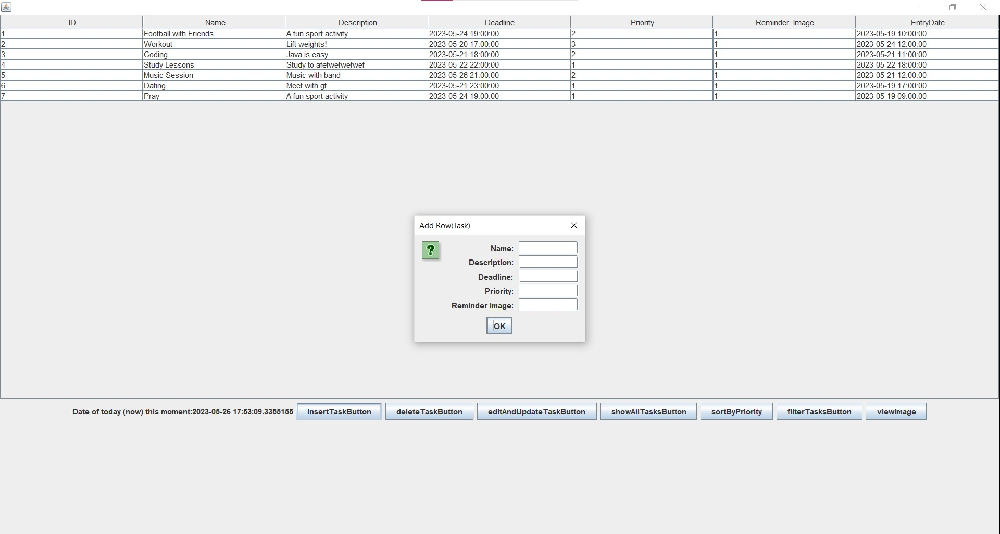 ID Name Description Deadline Priority Reminder_Image EntryDate
1 Football with Friends A fun sport activity 2023-05-24 19:00:00 2 1 2023-05-19 10:00:00
2 Workout Lift weights! 2023-05-20 17:00:00 3 1 2023-05-24 12:00:00
3 Coding Java is easy 2023-05-21 18:00:00 2 1 2023-05-21 11:00:00
4 Study Lessons Study to afefwefwefwef 2023-05-22 22:00:00 1 1 2023-05-22 18:00:00
5 Music Session Music with band 2023-05-26 21:00:00 2 1 2023-05-21 12:00:00
6 Dating Meet with gf 2023-05-21 23:00:00 1 1 2023-05-19 17:00:00
7 Pray A fun sport activity 2023-05-24 19:00:00 1 1 2023-05-19 09:00:00
Add Row(Task)
?
Name:
Description:
Deadline:
Priority:
Reminder Image:
OK
Date of today (now) this moment:2023-05-26 17:53:09.3355155 insertTaskButton deleteTaskButton editAndUpdateTaskButton showAllTasksButton sortByPriority filterTasksButton viewImage